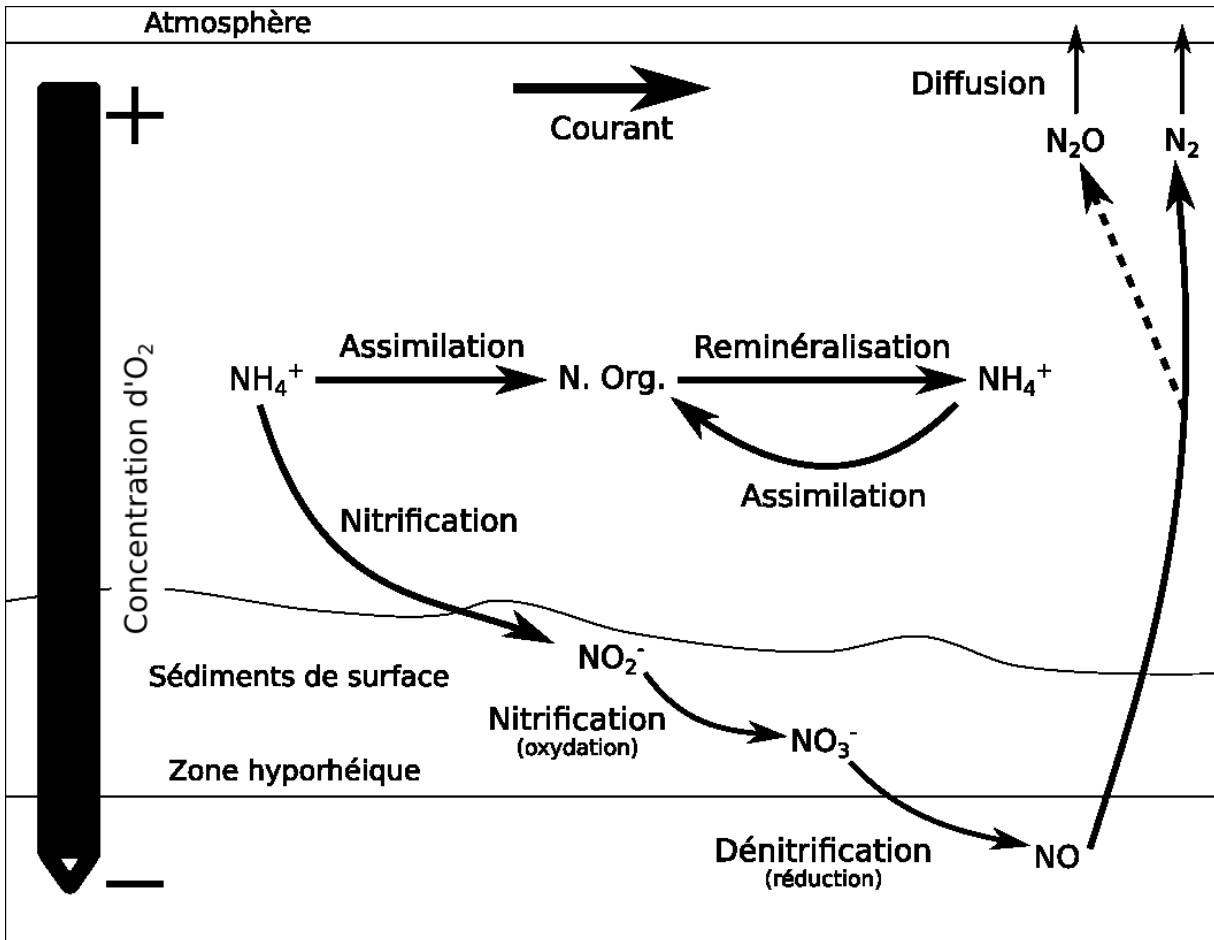 Atmosphère
+
Courant
Diffusion
N₂O
N₂
Concentration d'O₂
NH₄⁺
Assimilation
N. Org.
Reminéralisation
NH₄⁺
Assimilation
Nitrification
NO₂⁻
Sédiments de surface
Nitrification
(oxydation)
NO₃⁻
Zone hyporhéique
Dénitrification
(réduction)
NO
−